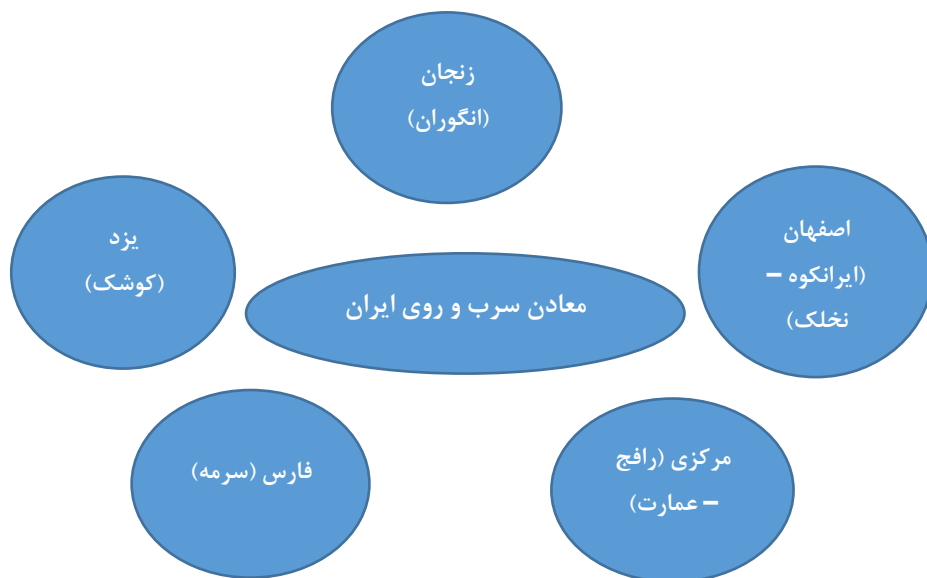 زنجان
(انگوران)
اصفهان
(ایرانکوه –
نخلک)
یزد
(کوشک)
معادن سرب و روی ایران
مرکزی (رافج
– عمارت)
فارس (سرمه)